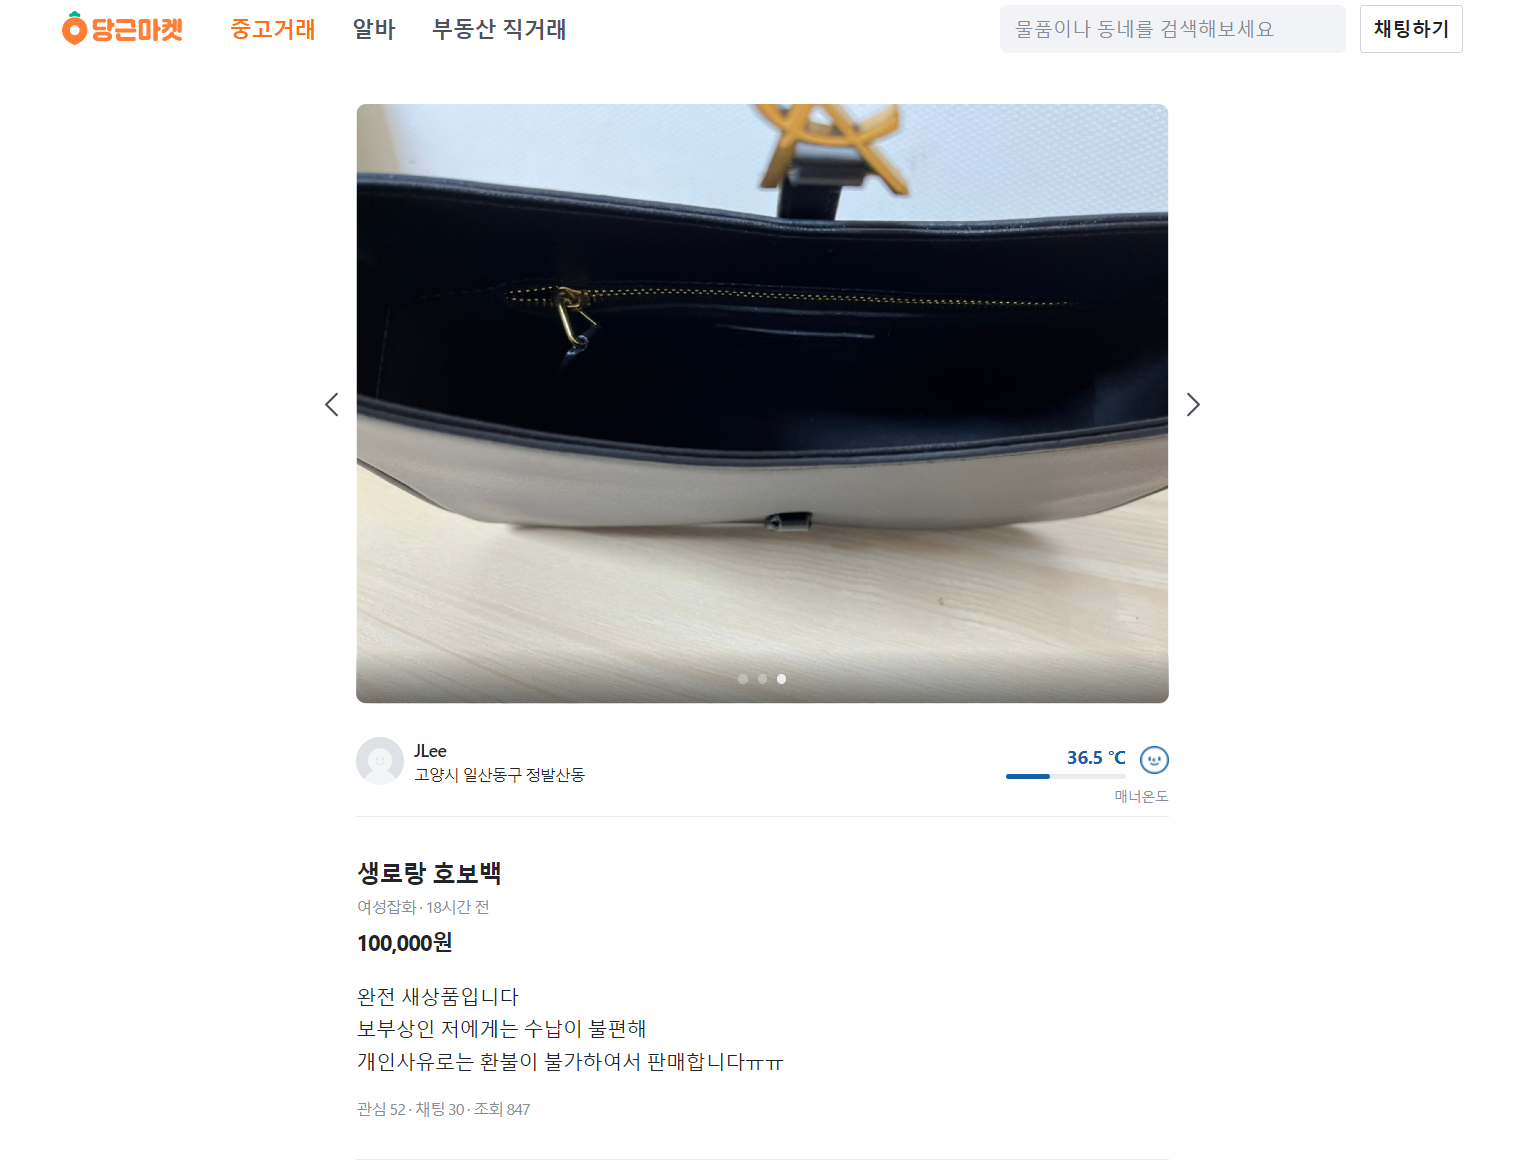 당근마켓 중고거래 알바 부동산 직거래 물품이나 동네를 검색해보세요 채팅하기
JLee
고양시 일산동구 정발산동
36.5 °C
매너온도
생로랑 호보백
여성잡화 · 18시간 전
100,000원
완전 새상품입니다
보부상인 저에게는 수납이 불편해
개인사유로는 환불이 불가하여서 판매합니다ㅠㅠ
관심 52 · 채팅 30 · 조회 847